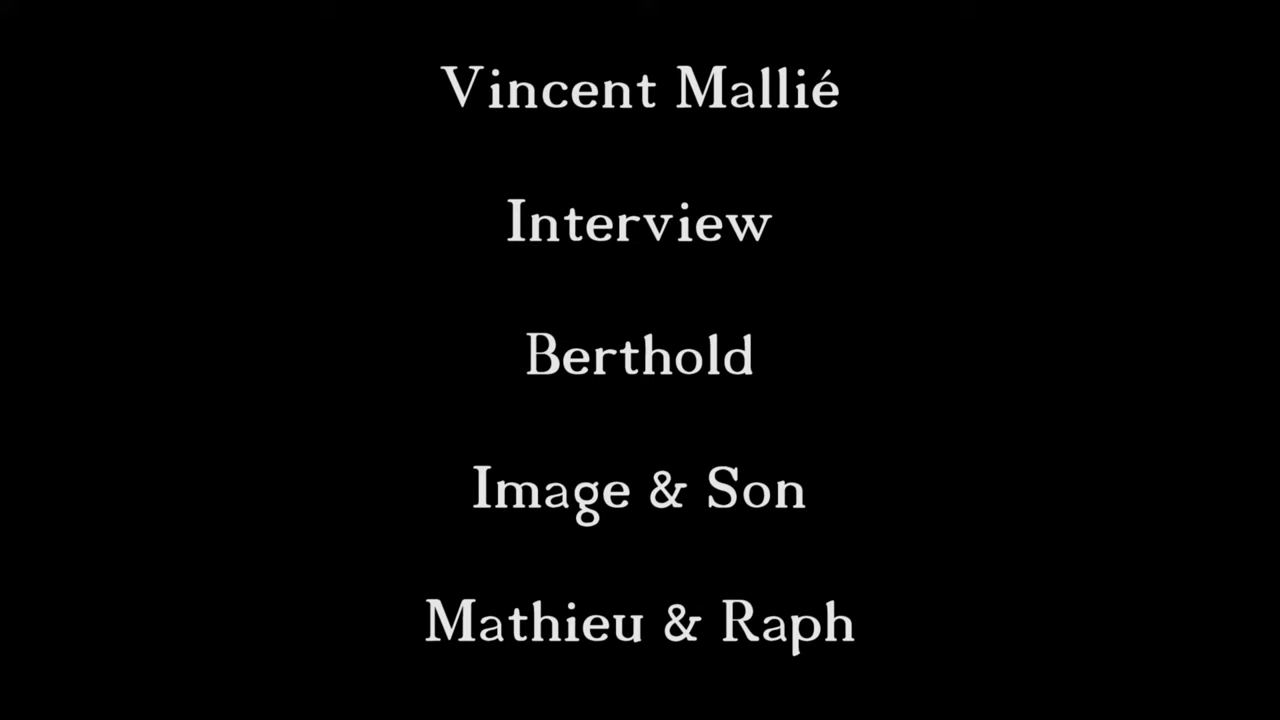 Vincent Mallié
Interview
Berthold
Image & Son
Mathieu & Raph